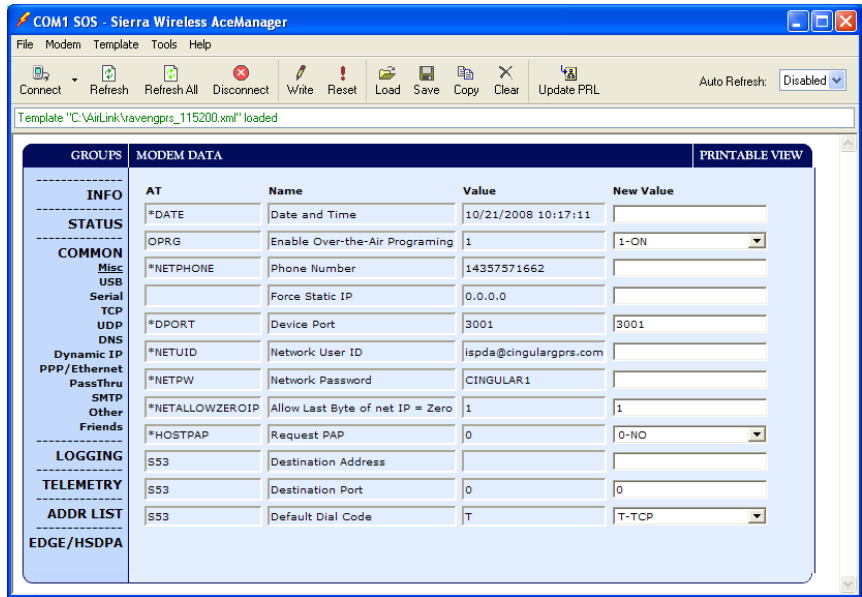 COM1 SOS - Sierra Wireless AceManager
File Modem Template Tools Help
Connect Refresh Refresh All Disconnect Write Reset Load Save Copy Clear Update PRL Auto Refresh: Disabled
Template "C:\AirLink\ravengprs_115200.xml" loaded
GROUPS MODEM DATA PRINTABLE VIEW
INFO
STATUS
COMMON
Misc
USB
Serial
TCP
UDP
DNS
Dynamic IP
PPP/Ethernet
PassThru
SMTP
Other
Friends
LOGGING
TELEMETRY
ADDR LIST
EDGE/HSDPA
AT Name Value New Value
*DATE Date and Time 10/21/2008 10:17:11
OPRG Enable Over-the-Air Programing 1 1-ON
*NETPHONE Phone Number 14357571662
Force Static IP 0.0.0.0
*DPORT Device Port 3001 3001
*NETUID Network User ID ispda@cingulargprs.com
*NETPW Network Password CINGULAR1
*NETALLOWZEROIP Allow Last Byte of net IP = Zero 1 1
*HOSTPAP Request PAP 0 0-NO
S53 Destination Address
S53 Destination Port 0 0
S53 Default Dial Code T T-TCP